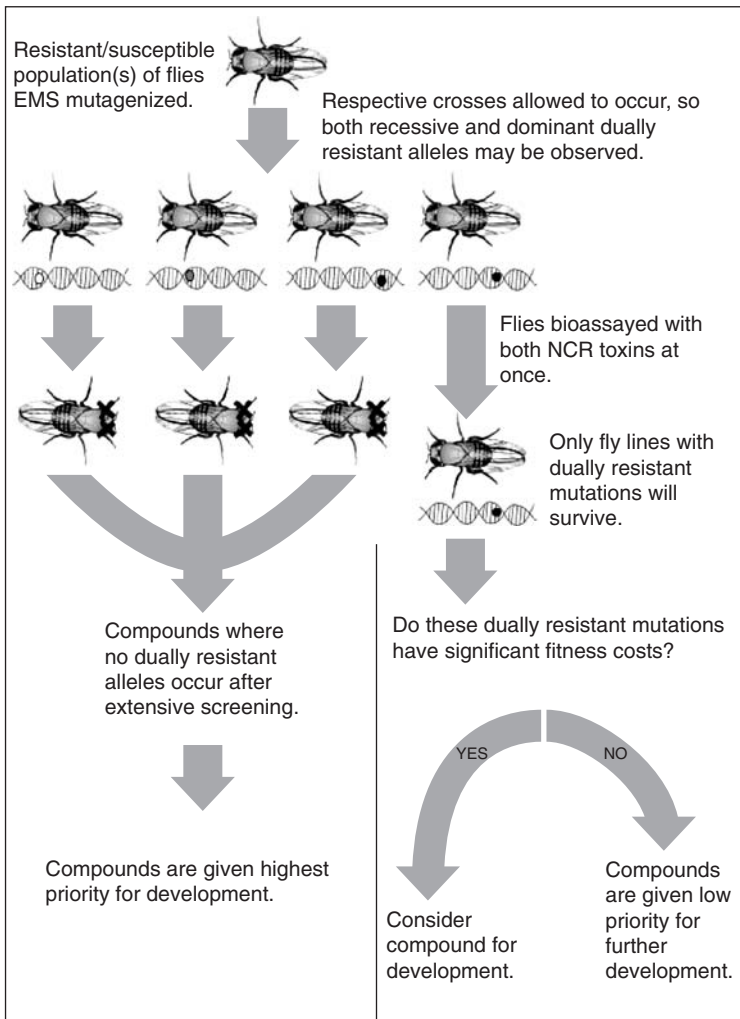 Resistant/susceptible
population(s) of flies
EMS mutagenized.
Respective crosses allowed to occur, so
both recessive and dominant dually
resistant alleles may be observed.
Flies bioassayed with
both NCR toxins at
once.
Only fly lines with
dually resistant
mutations will
survive.
Compounds where
no dually resistant
alleles occur after
extensive screening.
Do these dually resistant mutations
have significant fitness costs?
YES
NO
Compounds are given highest
priority for development.
Consider
compound for
development.
Compounds
are given low
priority for
further
development.